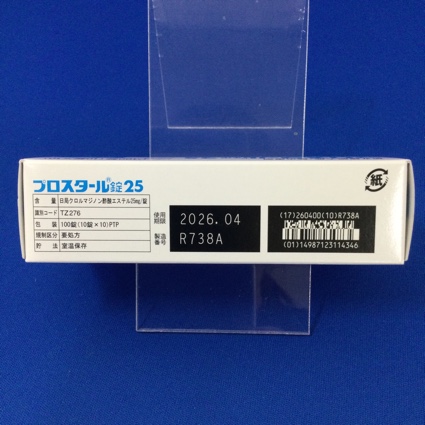 プロスタール®錠25
含 量 日局クロルマジノン酢酸エステル25mg/錠
識別コード TZ276
包 装 100錠(10錠×10)PTP
規制区分 要処方
貯 法 室温保存
使用期限 2026.04
製造番号 R738A
(17)260400(10)R738A
(01)14987123114346
紙